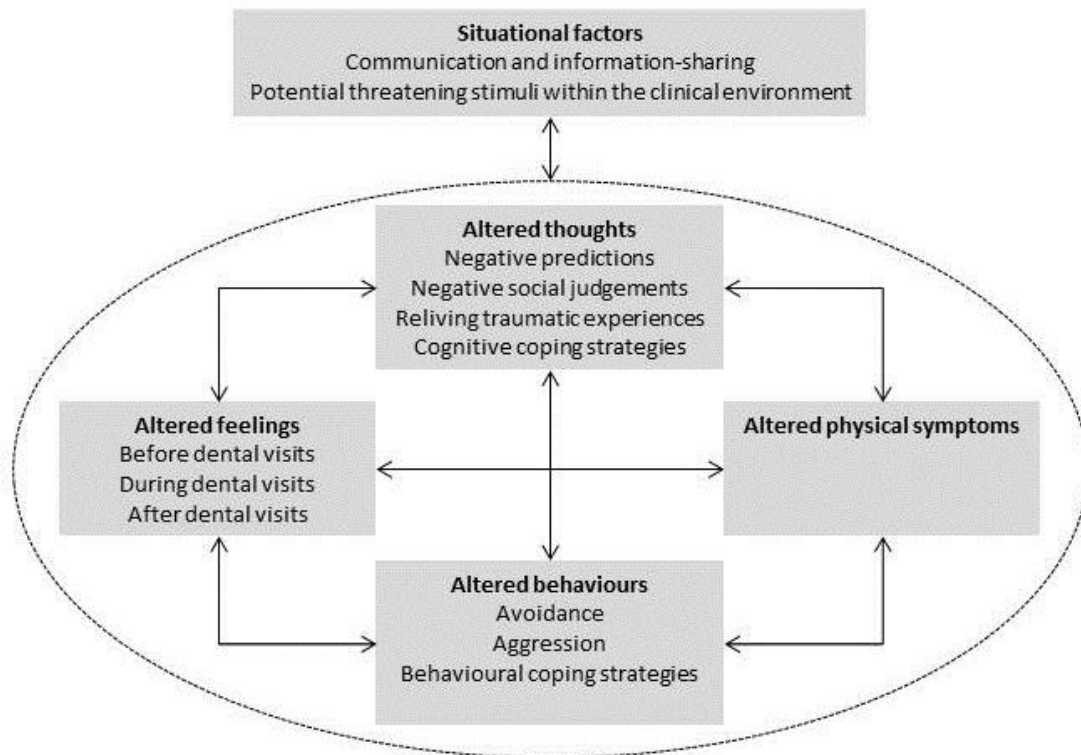 Situational factors
Communication and information-sharing
Potential threatening stimuli within the clinical environment
Altered thoughts
Negative predictions
Negative social judgements
Reliving traumatic experiences
Cognitive coping strategies
Altered feelings
Before dental visits
During dental visits
After dental visits
Altered physical symptoms
Altered behaviours
Avoidance
Aggression
Behavioural coping strategies